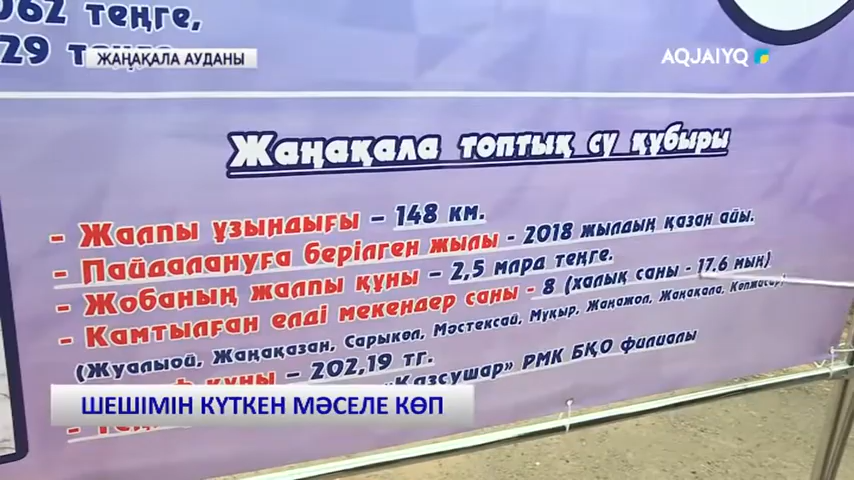 062 теңге,
29
ЖАҢАҚАЛА АУДАНЫ
AQJAIYQ
Жаңақала топтық су құбыры
- Жалпы ұзындығы – 148 км.
- Пайдалануға берілген жылы - 2018 жылдың қазан айы.
- Жобаның жалпы құны – 2,5 млрд теңге.
- Камтылған елді мекендер саны - 8 (халық саны - 17,6 мың)
(Жуалыой, Жаңақазан, Сарыкөл, Мәстексай, Мұқыр, Жаңажол, Жаңақала, Көпжасар)
құны – 202,19 тг.
«Қазсушар» РМК БҚО филиалы
ШЕШІМІН КҮТКЕН МӘСЕЛЕ КӨП